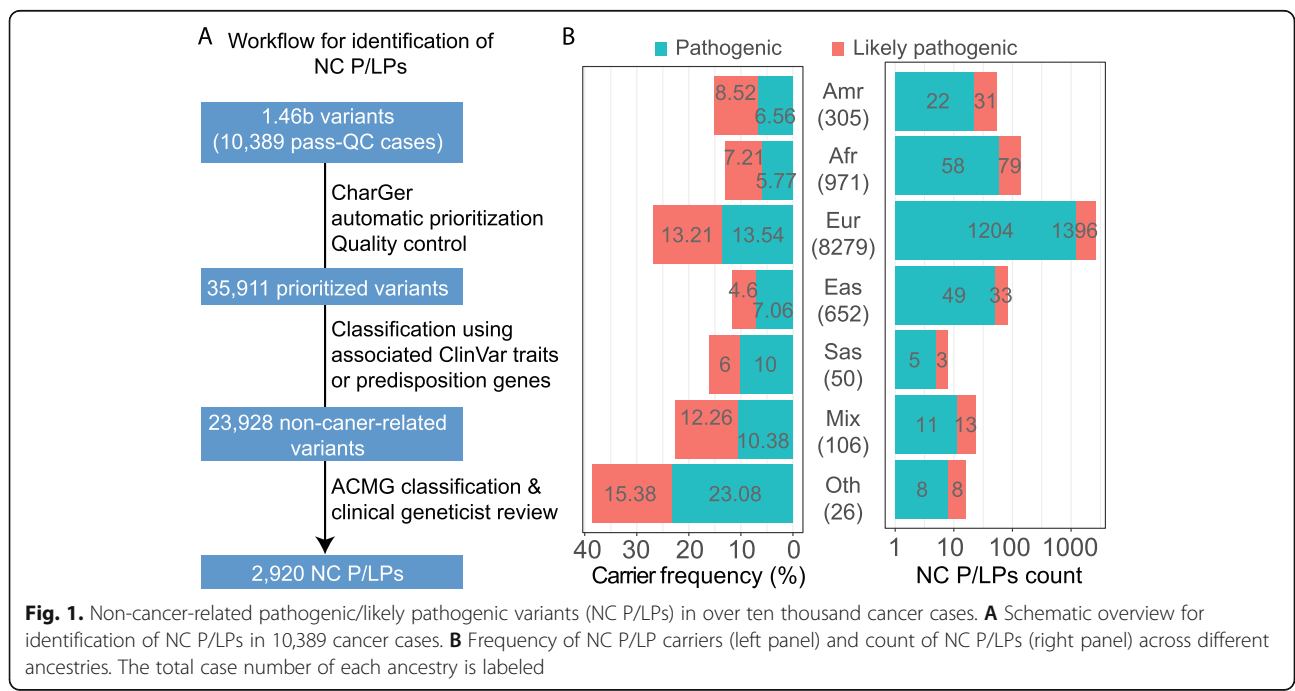 A
Workflow for identification of
NC P/LPs
1.46b variants
(10,389 pass-QC cases)
CharGer
automatic prioritization
Quality control
35,911 prioritized variants
Classification using
associated ClinVar traits
or predisposition genes
23,928 non-caner-related
variants
ACMG classification &
clinical geneticist review
2,920 NC P/LPs
B
Pathogenic
Likely pathogenic
8.52
6.56
Amr
(305)
22
31
7.21
5.77
Afr
(971)
58
79
13.21
13.54
Eur
(8279)
1204
1396
4.6
7.06
Eas
(652)
49
33
6
10
Sas
(50)
5
3
12.26
10.38
Mix
(106)
11
13
15.38
23.08
Oth
(26)
8
8
40 30 20 10 0
Carrier frequency (%)
1 10 100 1000
NC P/LPs count
Fig. 1. Non-cancer-related pathogenic/likely pathogenic variants (NC P/LPs) in over ten thousand cancer cases. A Schematic overview for
identification of NC P/LPs in 10,389 cancer cases. B Frequency of NC P/LP carriers (left panel) and count of NC P/LPs (right panel) across different
ancestries. The total case number of each ancestry is labeled